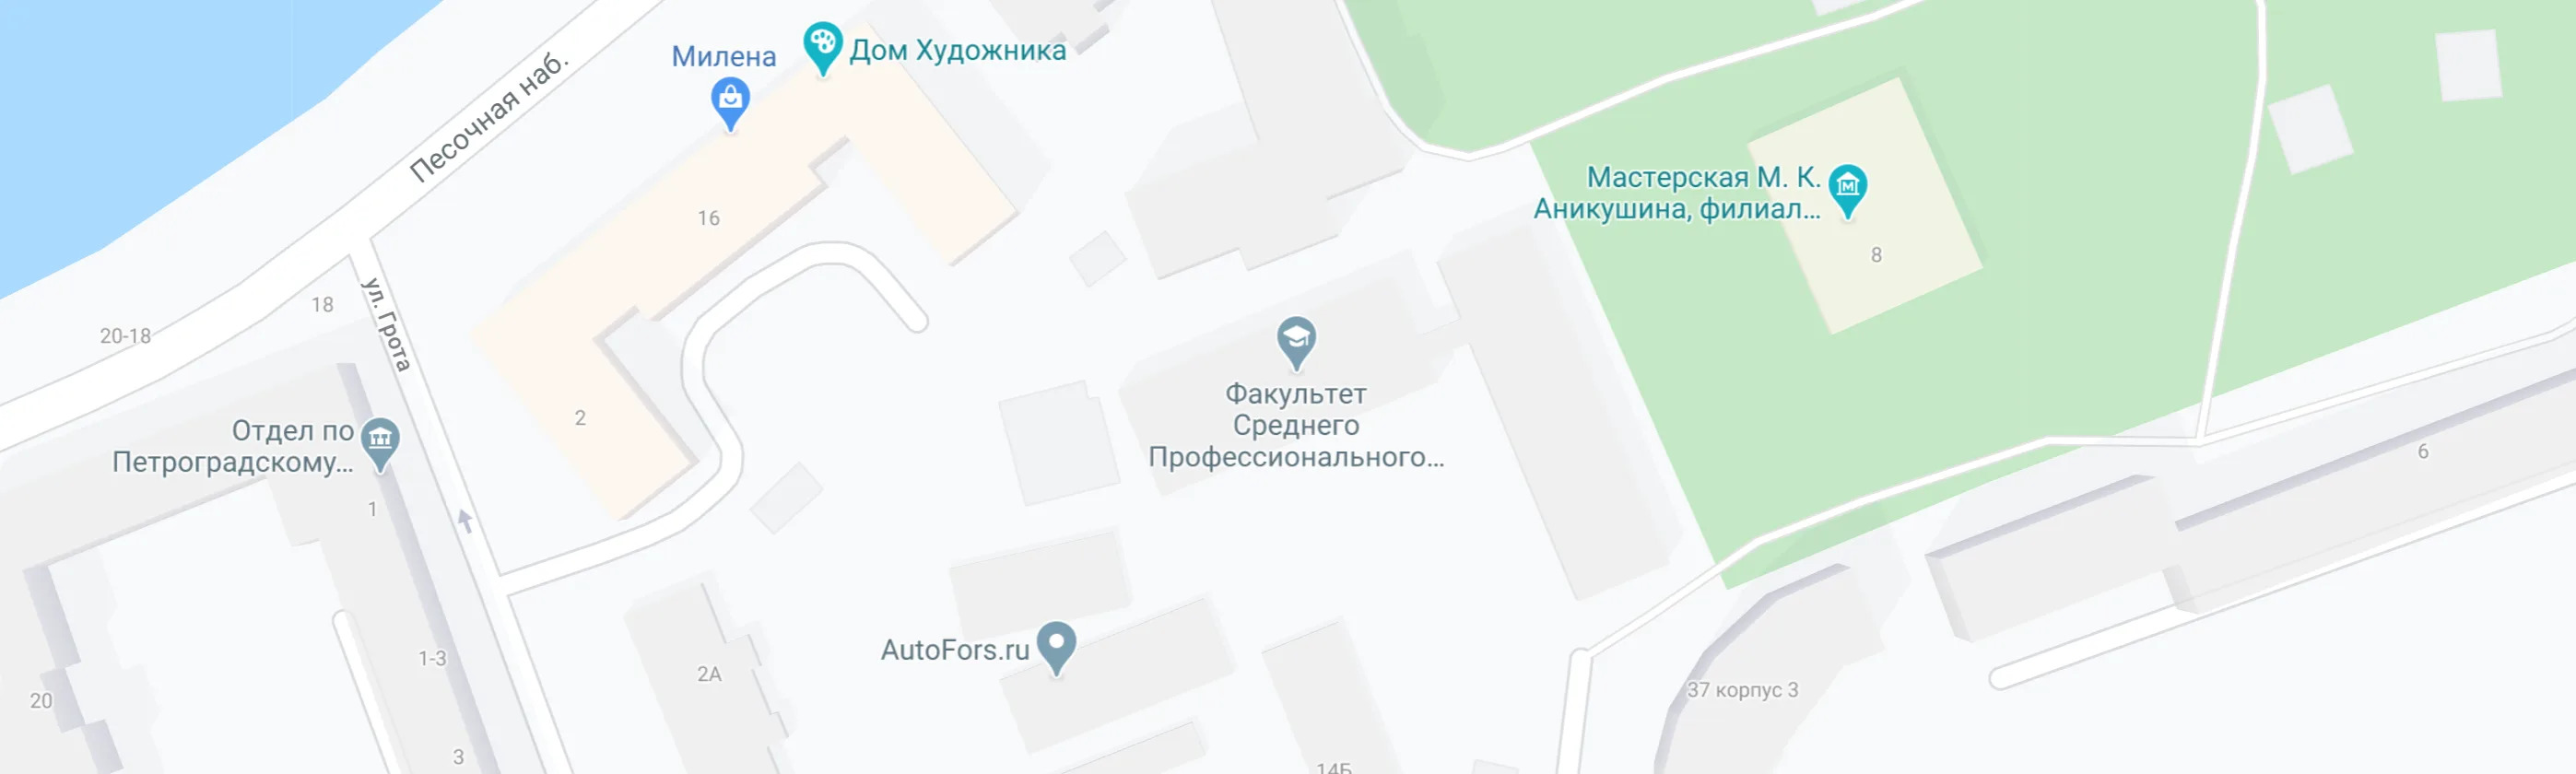 Милена
Дом Художника
Песочная наб.
Мастерская М. К.
Аникушина, филиал...
8
16
ул. Грота
18
20-18
Факультет
Среднего
Профессионального...
2
Отдел по
Петроградскому...
1
6
AutoFors.ru
1-3
2А
37 корпус 3
20
3
14Б